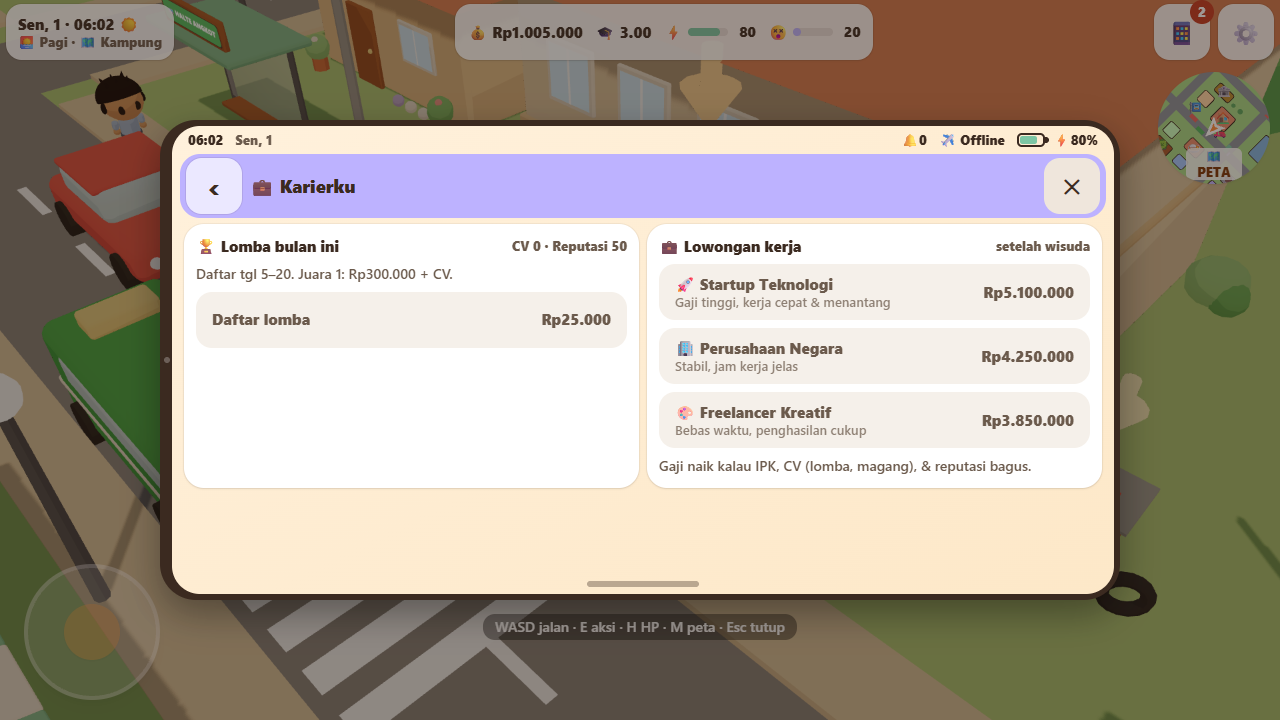 Sen, 1 · 06:02
Pagi · Kampung
HALTE ANGKOT
Rp1.005.000
3.00
80
20
2
PETA
06:02 Sen, 1
0 Offline 80%
‹ Karierku ×
Lomba bulan ini
CV 0 · Reputasi 50
Daftar tgl 5–20. Juara 1: Rp300.000 + CV.
Daftar lomba
Rp25.000
Lowongan kerja
setelah wisuda
Startup Teknologi
Gaji tinggi, kerja cepat & menantang
Rp5.100.000
Perusahaan Negara
Stabil, jam kerja jelas
Rp4.250.000
Freelancer Kreatif
Bebas waktu, penghasilan cukup
Rp3.850.000
Gaji naik kalau IPK, CV (lomba, magang), & reputasi bagus.
WASD jalan · E aksi · H HP · M peta · Esc tutup